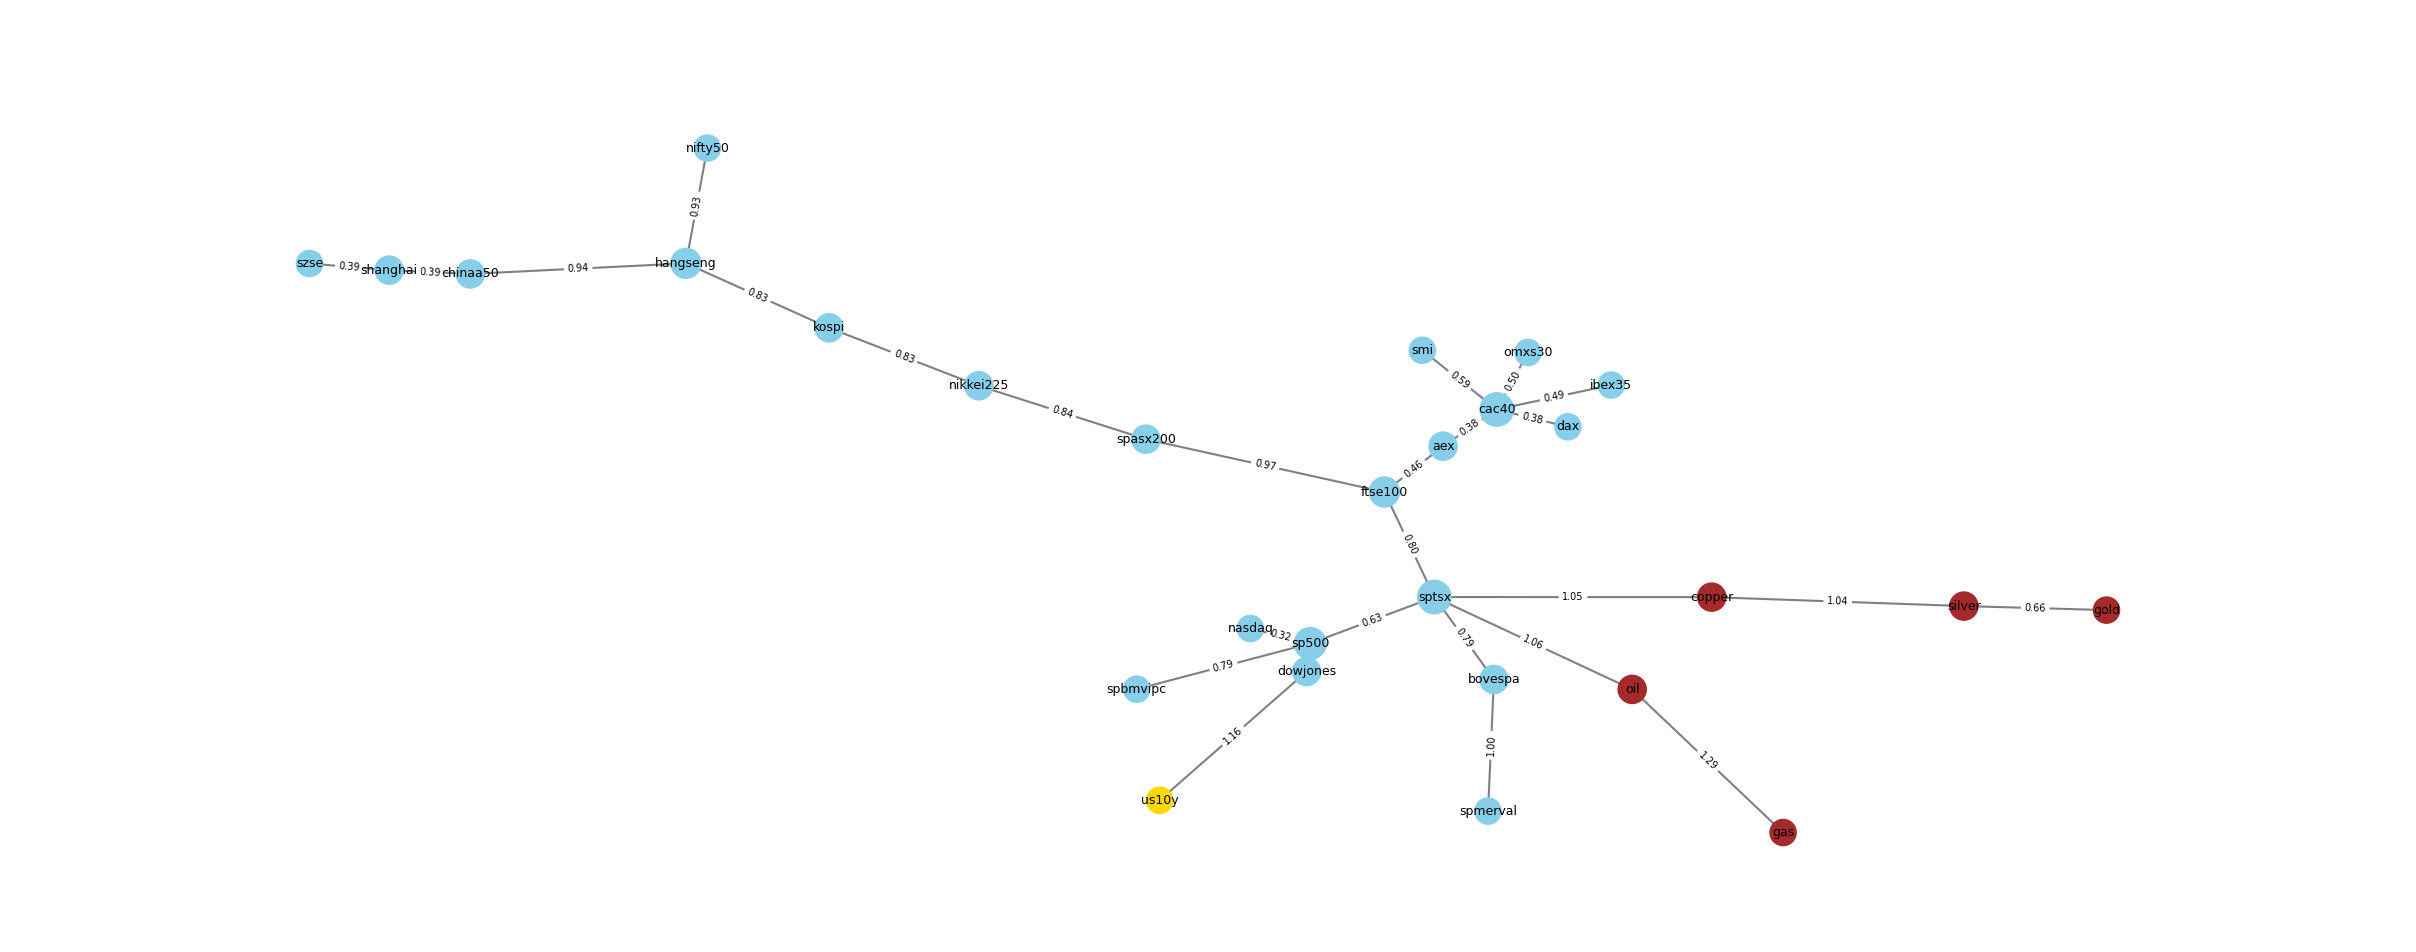 nifty50
0.93
szse
0.39
shanghai
0.39
chinaa50
0.94
hangseng
0.83
kospi
0.83
nikkei225
0.84
spasx200
0.97
smi
omxs30
0.59
0.50
ibex35
0.49
cac40
0.38
dax
0.38
aex
0.46
ftse100
0.80
sptsx
1.05
copper
1.04
silver
0.66
gold
nasdaq
0.32
0.63
sp500
0.79
1.06
0.79
dowjones
bovespa
spbmvipc
oil
1.16
1.00
1.29
us10y
spmerval
gas